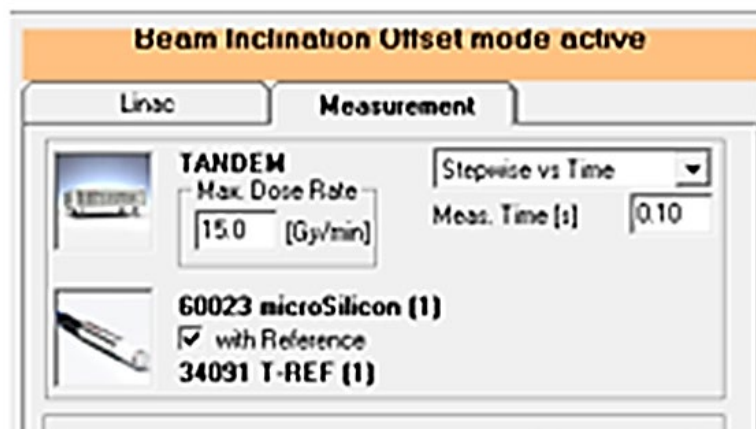 Beam Inclination Offset mode active
Linac
Measurement
TANDEM
Max. Dose Rate
15.0 [Gy/min]
Stepwise vs Time
Meas. Time [s] 0.10
60023 microSilicon (1)
with Reference
34091 T-REF (1)